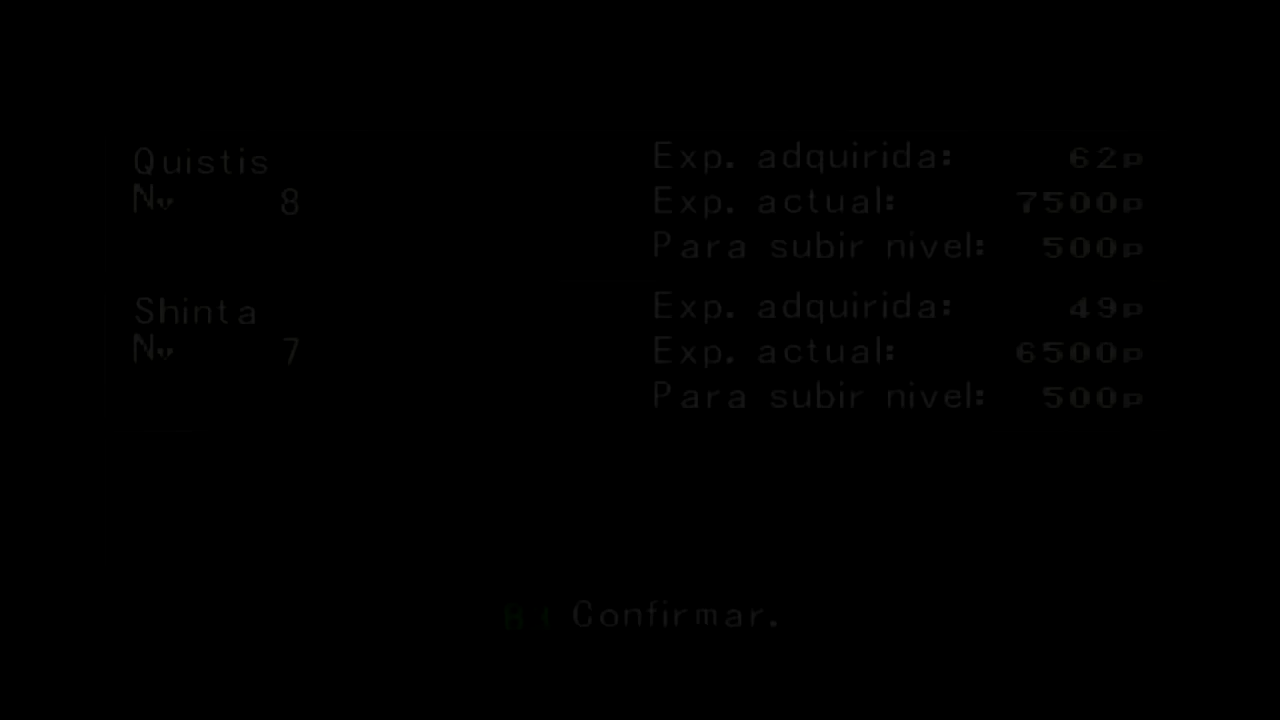 Quistis
Nv 8
Exp. adquirida: 62p
Exp. actual: 7500p
Para subir nivel: 500p
Shinta
Nv 7
Exp. adquirida: 49p
Exp. actual: 6500p
Para subir nivel: 500p
Confirmar.